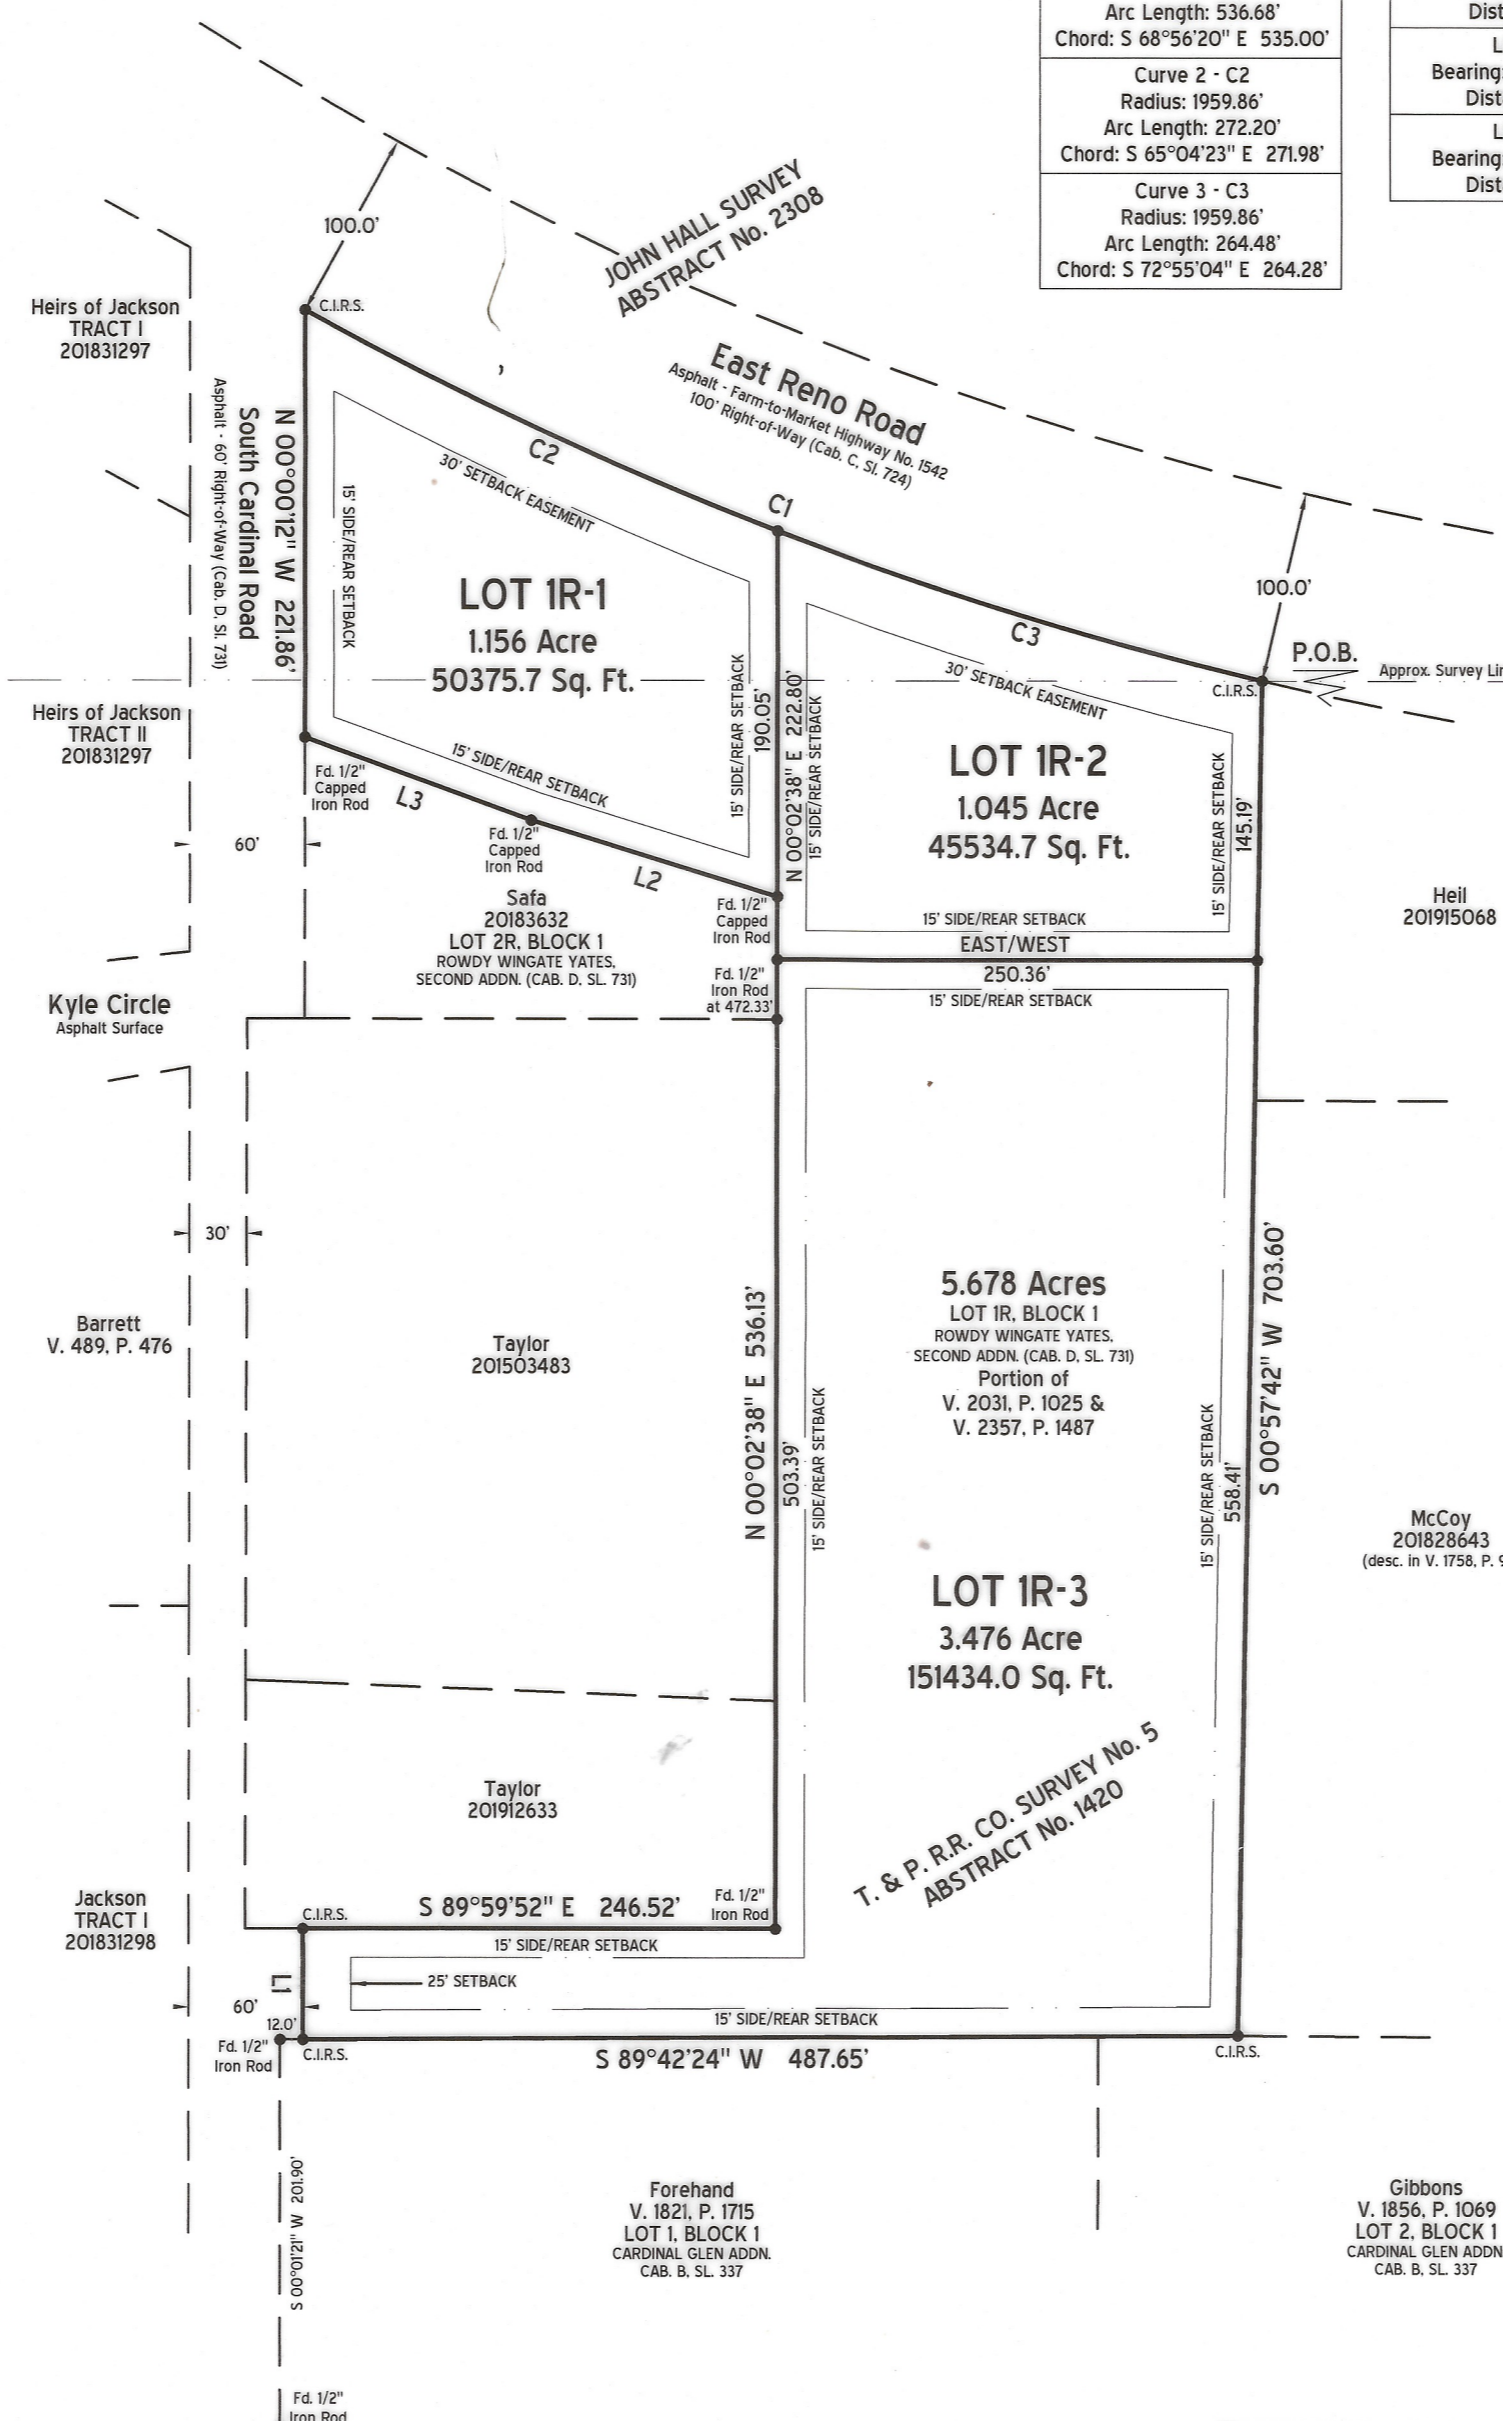 Arc Length: 536.68'
Chord: S 68°56'20" E 535.00'
Curve 2 - C2
Radius: 1959.86'
Arc Length: 272.20'
Chord: S 65°04'23" E 271.98'
Curve 3 - C3
Radius: 1959.86'
Arc Length: 264.48'
Chord: S 72°55'04" E 264.28'
Dist
L
Bearing:
Dist
L
Bearing:
Dist
100.0'
JOHN HALL SURVEY
ABSTRACT No. 2308
Heirs of Jackson
TRACT I
201831297
C.I.R.S.
East Reno Road
Asphalt - Farm-to-Market Highway No. 1542
100' Right-of-Way (Cab. C, Sl. 724)
N 00°00'12" W 221.86'
South Cardinal Road
Asphalt - 60' Right-of-Way (Cab. D, Sl. 731)
C2
C1
C3
30' SETBACK EASEMENT
15' SIDE/REAR SETBACK
LOT 1R-1
1.156 Acre
50375.7 Sq. Ft.
15' SIDE/REAR SETBACK
15' SIDE/REAR SETBACK
190.05'
N 00°02'38" E 222.80'
15' SIDE/REAR SETBACK
30' SETBACK EASEMENT
100.0'
P.O.B.
Approx. Survey Lin
C.I.R.S.
LOT 1R-2
1.045 Acre
45534.7 Sq. Ft.
15' SIDE/REAR SETBACK
145.19'
15' SIDE/REAR SETBACK
EAST/WEST
250.36'
15' SIDE/REAR SETBACK
Heirs of Jackson
TRACT II
201831297
Fd. 1/2"
Capped
Iron Rod
L3
60'
Fd. 1/2"
Capped
Iron Rod
L2
Safa
20183632
LOT 2R, BLOCK 1
ROWDY WINGATE YATES,
SECOND ADDN. (CAB. D, SL. 731)
Fd. 1/2"
Capped
Iron Rod
Fd. 1/2"
Iron Rod
at 472.33'
Heil
201915068
Kyle Circle
Asphalt Surface
30'
Barrett
V. 489, P. 476
Taylor
201503483
N 00°02'38" E 536.13'
503.39'
15' SIDE/REAR SETBACK
5.678 Acres
LOT 1R, BLOCK 1
ROWDY WINGATE YATES,
SECOND ADDN. (CAB. D, SL. 731)
Portion of
V. 2031, P. 1025 &
V. 2357, P. 1487
15' SIDE/REAR SETBACK
558.41'
S 00°57'42" W 703.60'
McCoy
201828643
(desc. in V. 1758, P. 9
LOT 1R-3
3.476 Acre
151434.0 Sq. Ft.
T. & P. R.R. CO. SURVEY No. 5
ABSTRACT No. 1420
Taylor
201912633
Jackson
TRACT I
201831298
C.I.R.S.
S 89°59'52" E 246.52'
Fd. 1/2"
Iron Rod
15' SIDE/REAR SETBACK
L1
25' SETBACK
60'
12.0'
15' SIDE/REAR SETBACK
Fd. 1/2"
Iron Rod
C.I.R.S.
S 89°42'24" W 487.65'
C.I.R.S.
S 00°01'21" W 201.90'
Forehand
V. 1821, P. 1715
LOT 1, BLOCK 1
CARDINAL GLEN ADDN.
CAB. B, SL. 337
Gibbons
V. 1856, P. 1069
LOT 2, BLOCK 1
CARDINAL GLEN ADDN
CAB. B, SL. 337
Fd. 1/2"
Iron Rod